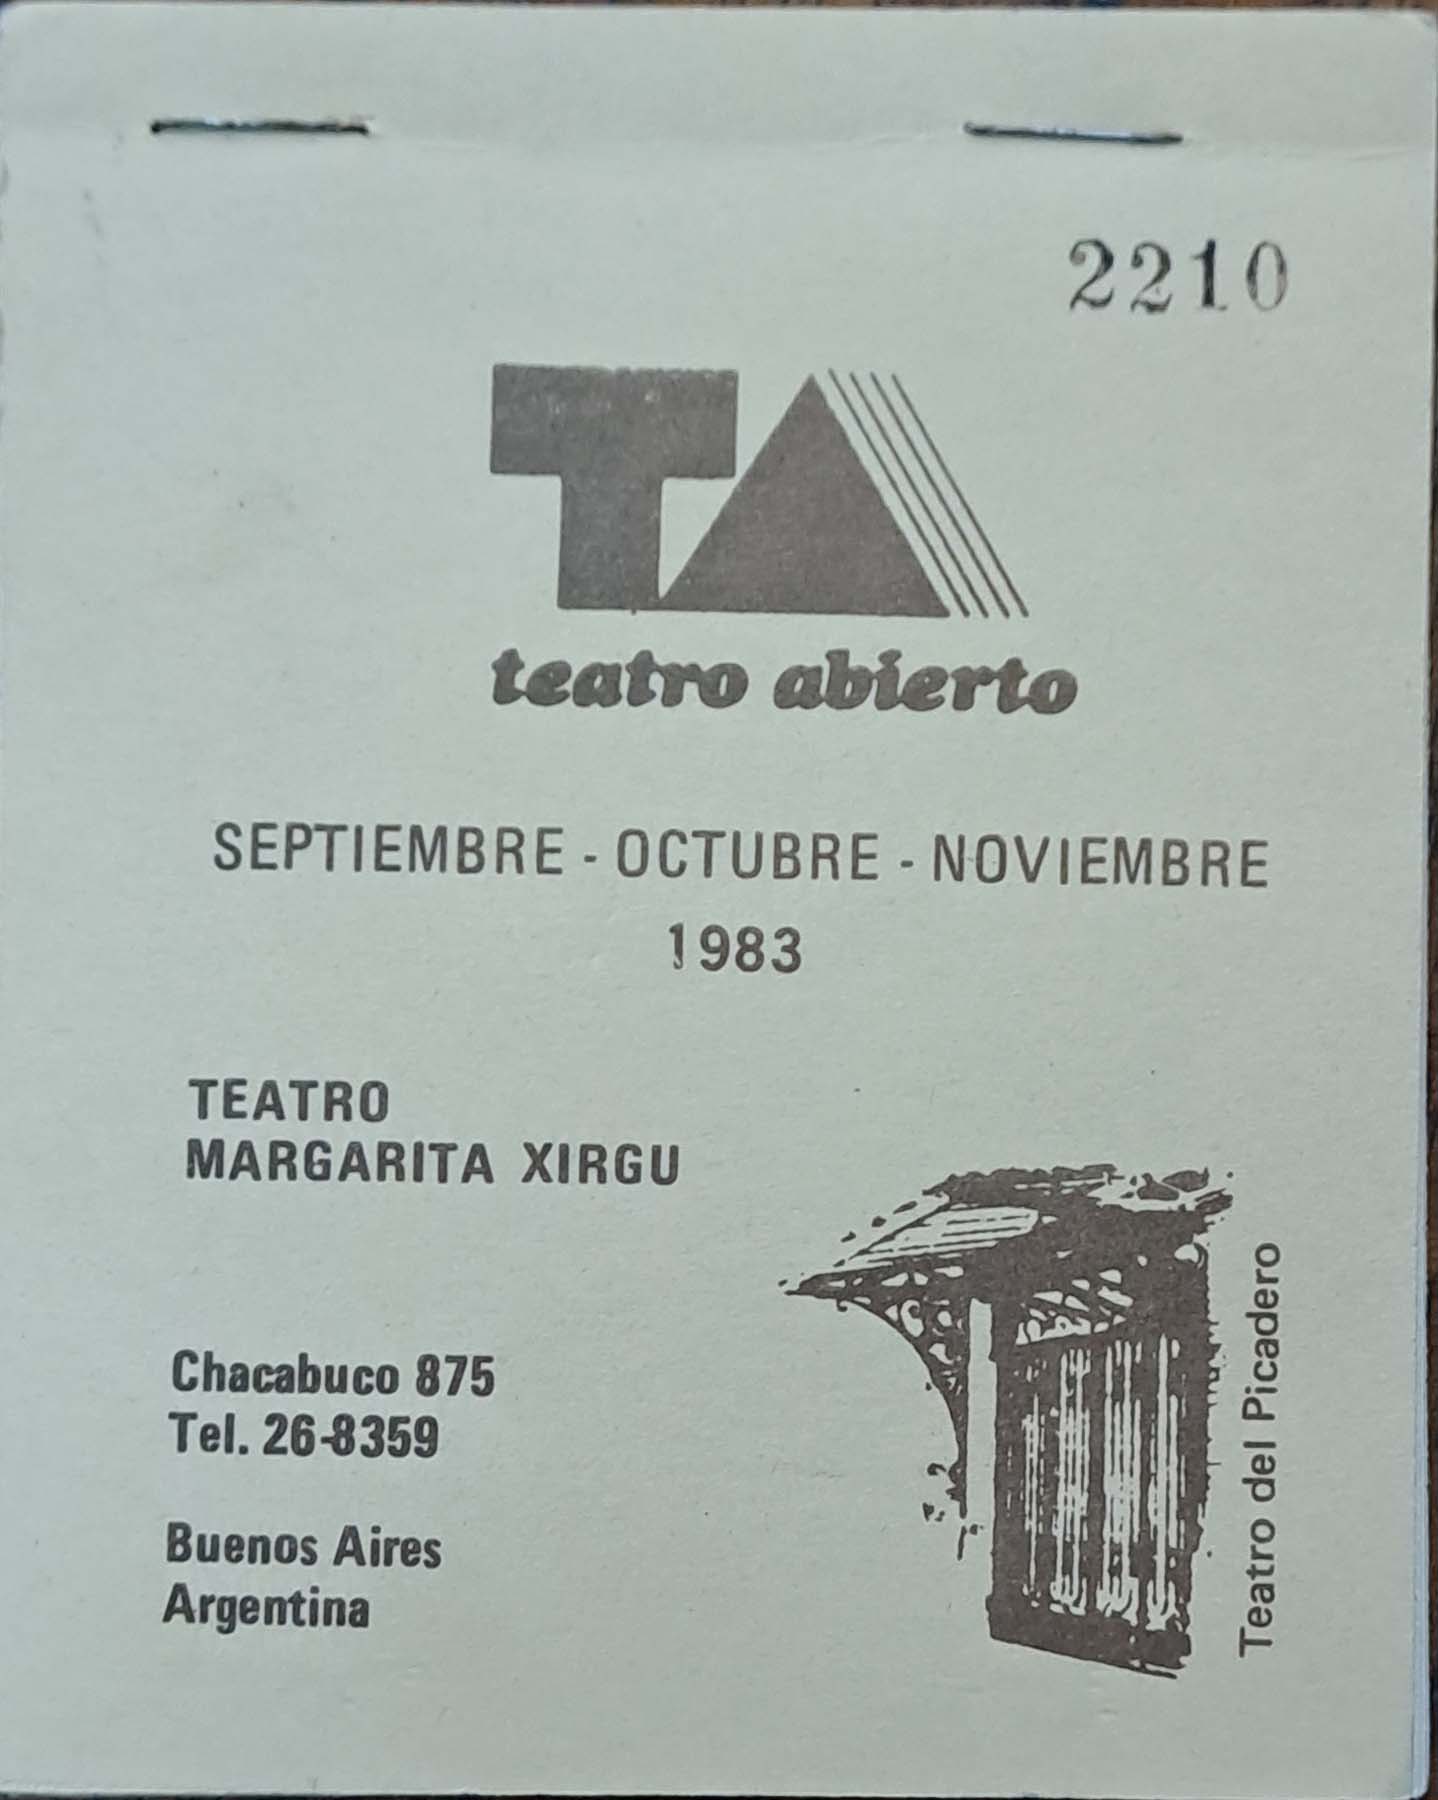 2210
TA
teatro abierto
SEPTIEMBRE - OCTUBRE - NOVIEMBRE
1983
TEATRO
MARGARITA XIRGU
Chacabuco 875
Tel. 26-8359
Buenos Aires
Argentina
Teatro del Picadero